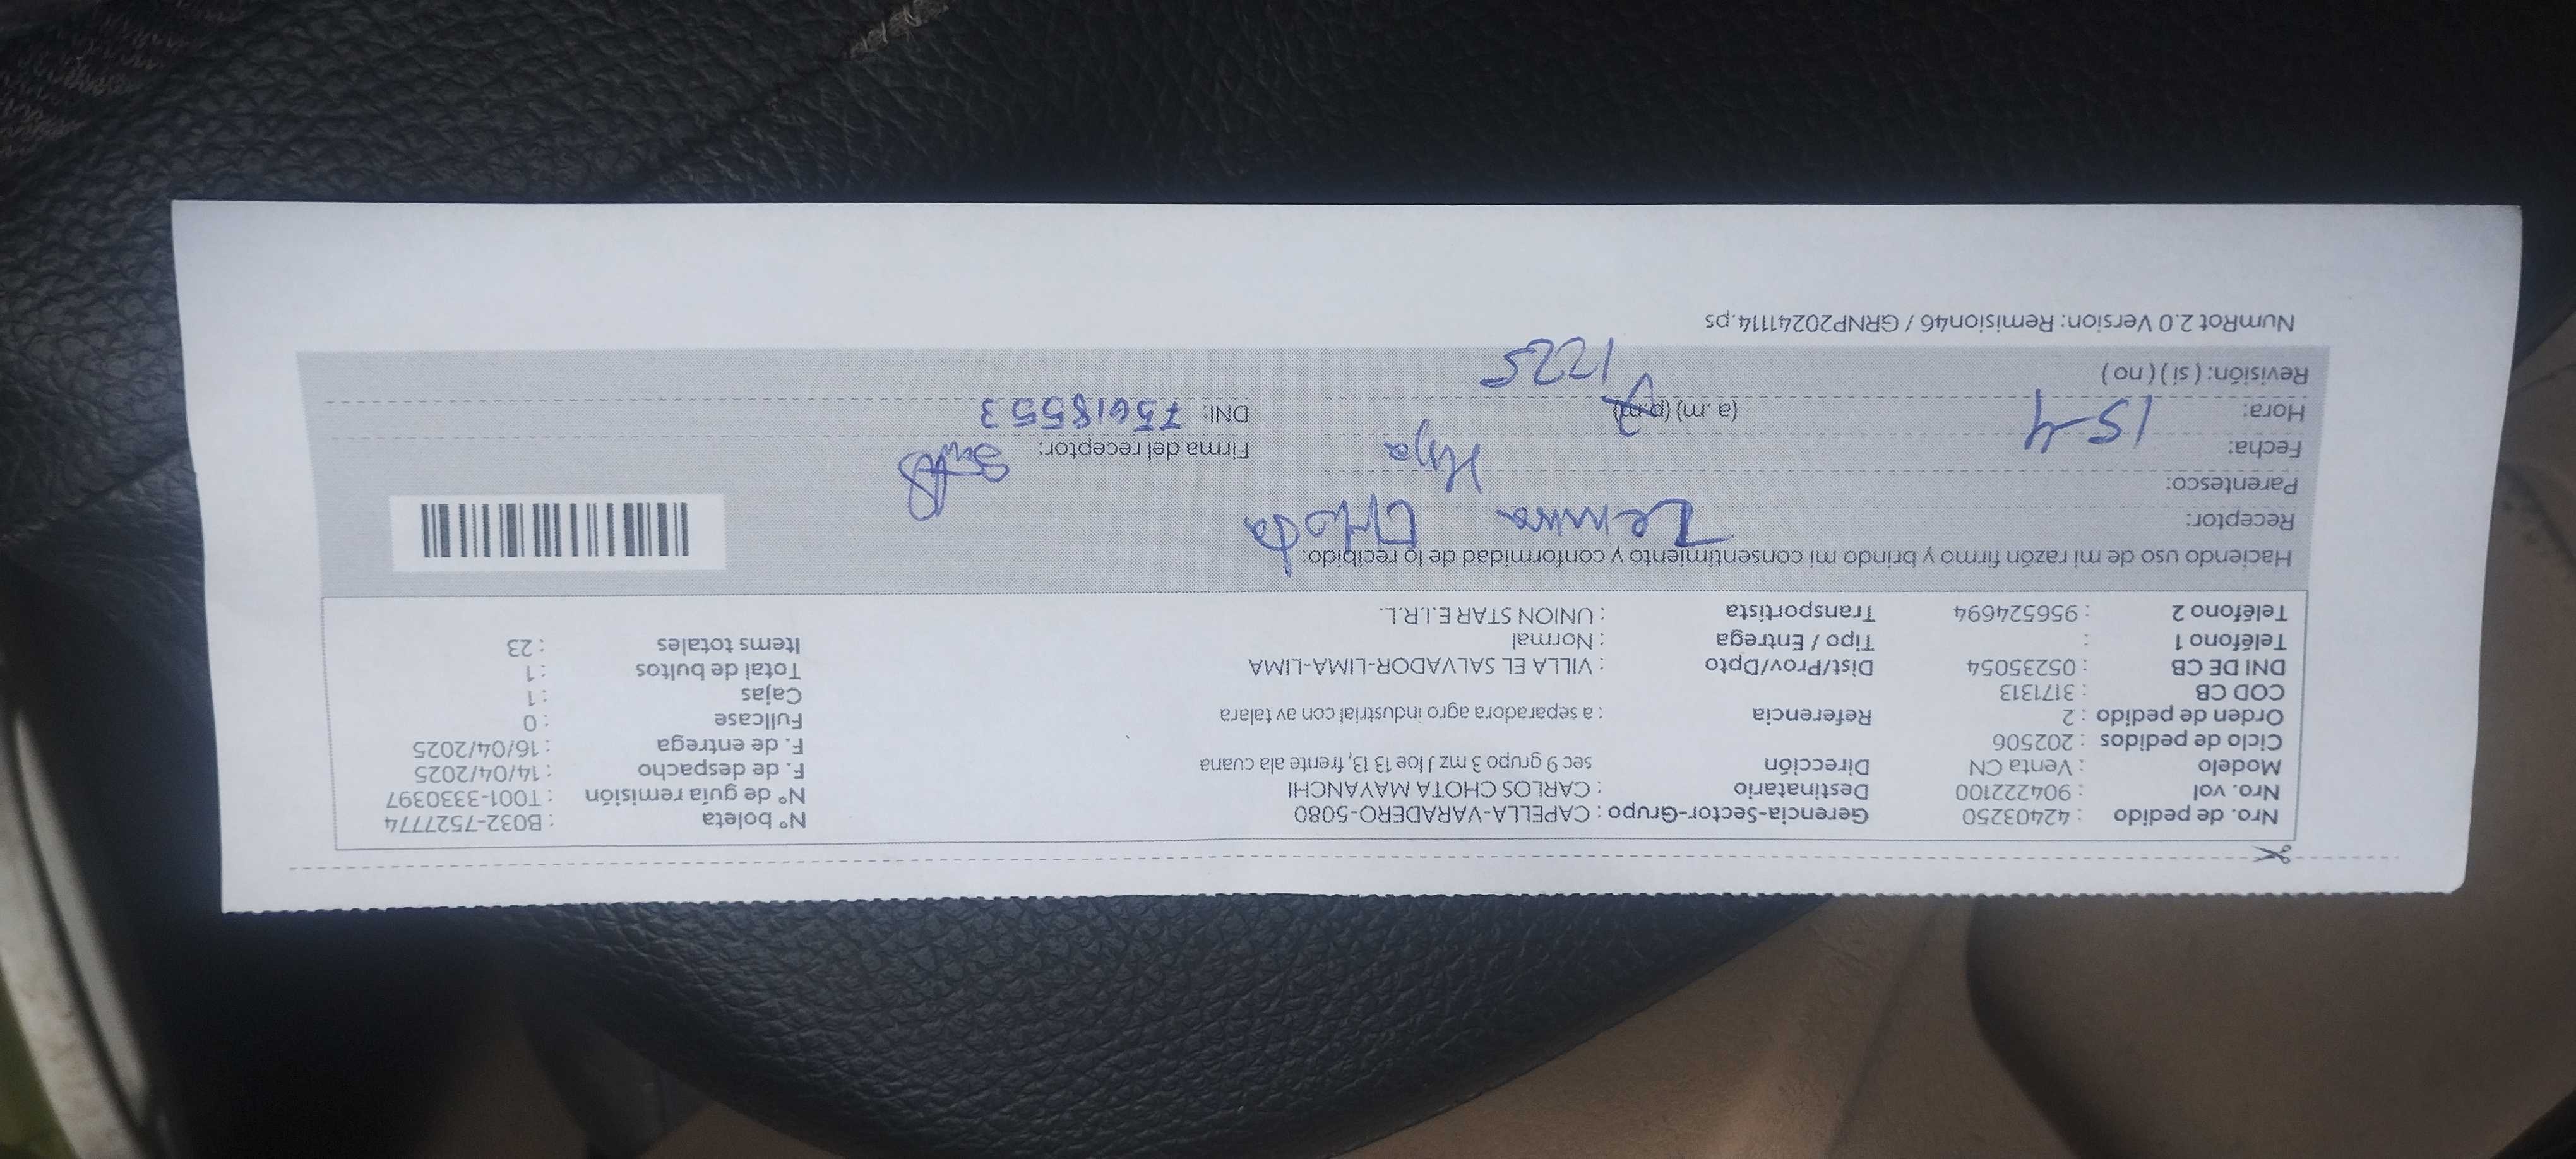 Nro. de pedido : 42403250 Gerencia-Sector-Grupo : CAPELLA-VARADERO-5080 N° boleta : B032-7527774
Nro. vol : 904222100 Destinatario : CARLOS CHOTA MAYANCHI N° de guía remisión : T001-3330397
Modelo : Venta CN Dirección sec 9 grupo 3 mz J loe 13 13, frente ala cuana F. de despacho : 14/04/2025
Ciclo de pedidos : 202506 F. de entrega : 16/04/2025
Orden de pedido : 2 Referencia : a separadora agro industrial con av talara Fullcase : 0
COD CB : 3171313 Cajas : 1
DNI DE CB : 05235054 Dist/Prov/Dpto : VILLA EL SALVADOR-LIMA-LIMA Total de bultos : 1
Teléfono 1 : Tipo / Entrega : Normal Items totales : 23
Teléfono 2 : 956524694 Transportista : UNION STAR E.I.R.L.
Haciendo uso de mi razón firmo y brindo mi consentimiento y conformidad de lo recibido:
Receptor: Chota
Parentesco: Hija
Fecha: 15-4 Firma del receptor:
Hora: (a .m) (p.m) DNI: 75618553
Revisión: ( si ) ( no ) 1225
NumRot 2.0 Version: Remision46 / GRNP20241114.ps